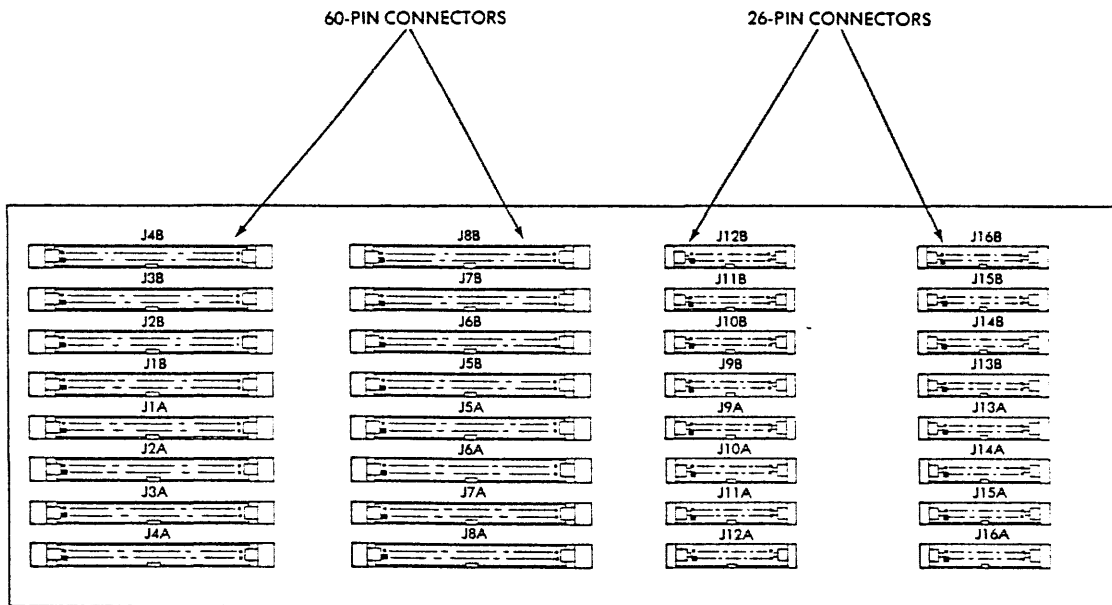 60-PIN CONNECTORS 26-PIN CONNECTORS
J4B J8B J12B J16B
J3B J7B J11B J15B
J2B J6B J10B J14B
J1B J5B J9B J13B
J1A J5A J9A J13A
J2A J6A J10A J14A
J3A J7A J11A J15A
J4A J8A J12A J16A